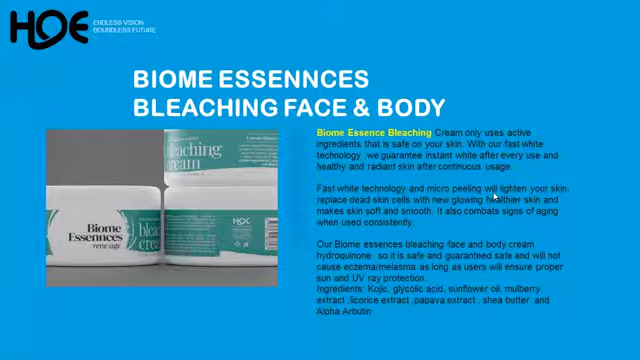 HOE
ENDLESS VISION
BOUNDLESS FUTURE
BIOME ESSENNCES
BLEACHING FACE & BODY
Biome Essennces
rene age
bleaching
cream
HOE
Biome Essence Bleaching Cream only uses active
ingredients that is safe on your skin. With our fast white
technology ,we guarantee instant white after every use and
healthy and radiant skin after continuous usage.
Fast white technology and micro peeling will lighten your skin,
replace dead skin cells with new glowing healthier skin and
makes skin soft and smooth. It also combats signs of aging
when used consistently.
Our Biome essences bleaching face and body cream
hydroquinone so it is safe and guaranteed safe and will not
cause eczema/melasma as long as users will ensure proper
sun and UV ray protection
Ingredients: Kojic, glycolic acid, sunflower oil, mulberry
extract ,licorice extract ,papaya extract , shea butter and
Alpha Arbutin